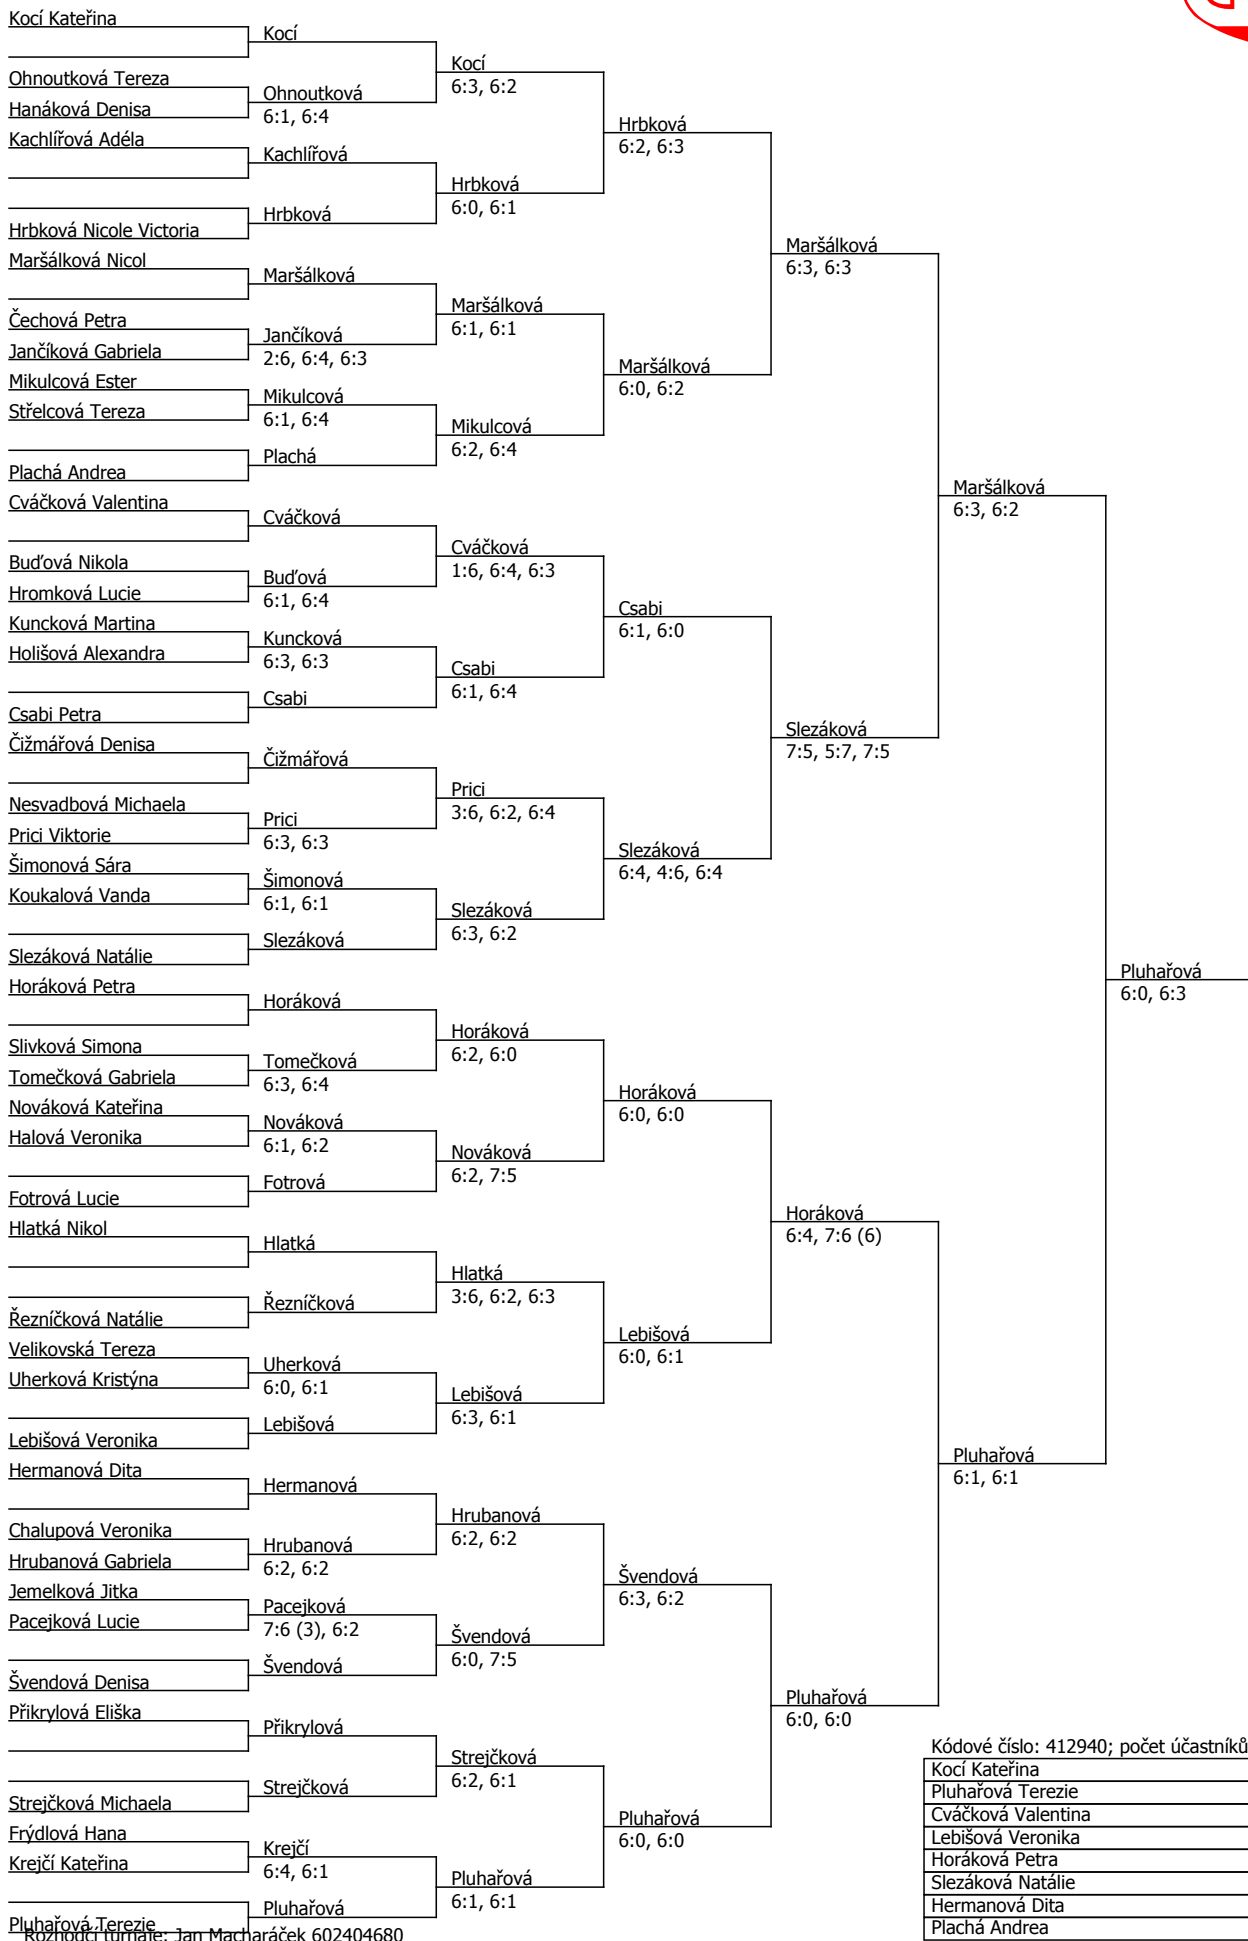 Kocí Kateřina
Ohnoutková Tereza
Hanáková Denisa
Kachlířová Adéla
Hrbková Nicole Victoria
Maršálková Nicol
Čechová Petra
Jančíková Gabriela
Mikulcová Ester
Střelcová Tereza
Plachá Andrea
Cváčková Valentina
Buďová Nikola
Hromková Lucie
Kuncková Martina
Holišová Alexandra
Csabi Petra
Čižmářová Denisa
Nesvadbová Michaela
Prici Viktorie
Šimonová Sára
Koukalová Vanda
Slezáková Natálie
Horáková Petra
Slivková Simona
Tomečková Gabriela
Nováková Kateřina
Halová Veronika
Fotrová Lucie
Hlatká Nikol
Řezníčková Natálie
Velikovská Tereza
Uherková Kristýna
Lebišová Veronika
Hermanová Dita
Chalupová Veronika
Hrubanová Gabriela
Jemelková Jitka
Pacejková Lucie
Švendová Denisa
Přikrylová Eliška
Strejčková Michaela
Frýdlová Hana
Krejčí Kateřina
Pluhařová Terezie
Rozhodčí turnaje: Jan Macharáček 602404680
Kocí
Ohnoutková
6:1, 6:4
Kachlířová
Hrbková
Maršálková
Jančíková
2:6, 6:4, 6:3
Mikulcová
6:1, 6:4
Plachá
Cváčková
Buďová
6:1, 6:4
Kuncková
6:3, 6:3
Csabi
Čižmářová
Prici
6:3, 6:3
Šimonová
6:1, 6:1
Slezáková
Horáková
Tomečková
6:3, 6:4
Nováková
6:1, 6:2
Fotrová
Hlatká
Řezníčková
Uherková
6:0, 6:1
Lebišová
Hermanová
Hrubanová
6:2, 6:2
Pacejková
7:6 (3), 6:2
Švendová
Přikrylová
Strejčková
Krejčí
6:4, 6:1
Pluhařová
Kocí
6:3, 6:2
Hrbková
6:0, 6:1
Maršálková
6:1, 6:1
Mikulcová
6:2, 6:4
Cváčková
1:6, 6:4, 6:3
Csabi
6:1, 6:4
Prici
3:6, 6:2, 6:4
Slezáková
6:3, 6:2
Horáková
6:2, 6:0
Nováková
6:2, 7:5
Hlatká
3:6, 6:2, 6:3
Lebišová
6:3, 6:1
Hrubanová
6:2, 6:2
Švendová
6:0, 7:5
Strejčková
6:2, 6:1
Pluhařová
6:1, 6:1
Hrbková
6:2, 6:3
Maršálková
6:0, 6:2
Csabi
6:1, 6:0
Slezáková
6:4, 4:6, 6:4
Horáková
6:0, 6:0
Lebišová
6:0, 6:1
Švendová
6:3, 6:2
Pluhařová
6:0, 6:0
Maršálková
6:3, 6:3
Slezáková
7:5, 5:7, 7:5
Horáková
6:4, 7:6 (6)
Pluhařová
6:0, 6:0
Maršálková
6:3, 6:2
Pluhařová
6:1, 6:1
Pluhařová
6:0, 6:3
Kódové číslo: 412940; počet účastníků
Kocí Kateřina
Pluhařová Terezie
Cváčková Valentina
Lebišová Veronika
Horáková Petra
Slezáková Natálie
Hermanová Dita
Plachá Andrea